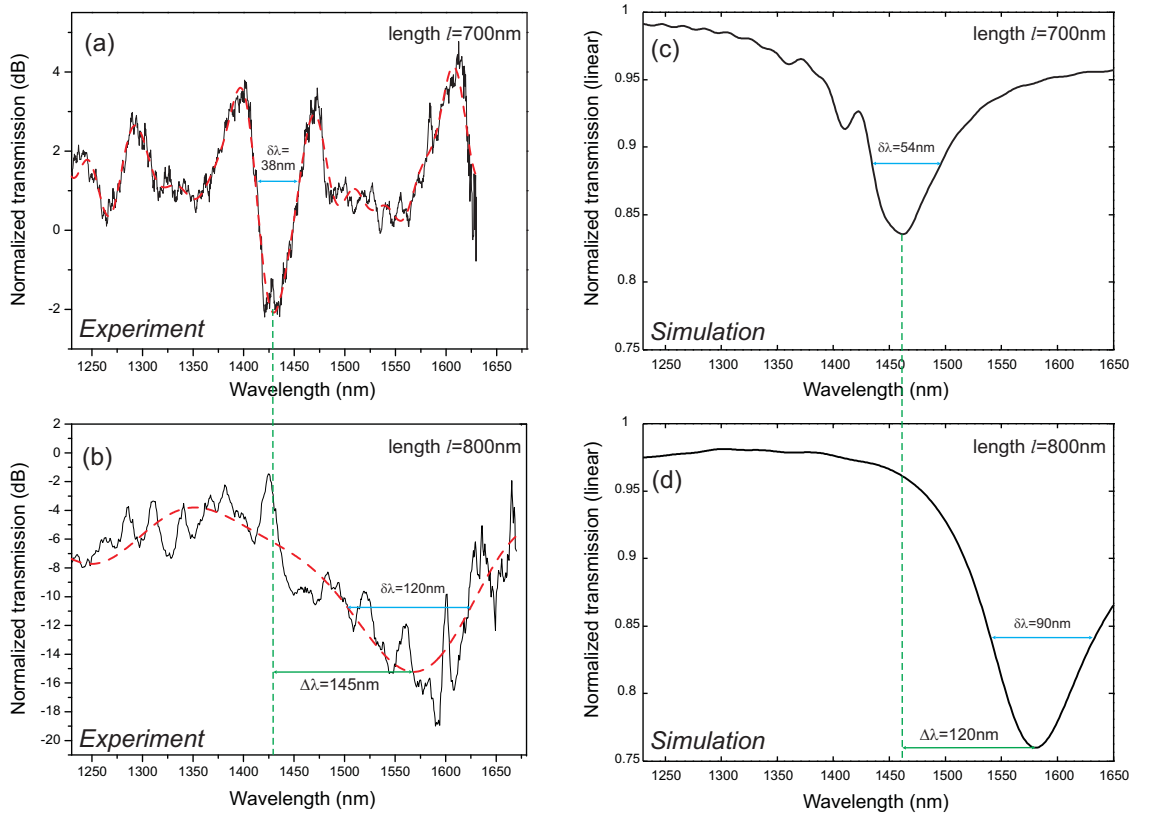 (a)
length l=700nm
δλ=
38nm
Experiment
Normalized transmission (dB)
4
2
0
-2
1250 1300 1350 1400 1450 1500 1550 1600 1650
Wavelength (nm)
(c)
length l=700nm
δλ=54nm
Simulation
Normalized transmission (linear)
1
0.95
0.9
0.85
0.8
0.75
1250 1300 1350 1400 1450 1500 1550 1600 1650
Wavelength (nm)
(b)
length l=800nm
δλ=120nm
Δλ=145nm
Experiment
Normalized transmission (dB)
2
0
-2
-4
-6
-8
-10
-12
-14
-16
-18
-20
1250 1300 1350 1400 1450 1500 1550 1600 1650
Wavelength (nm)
(d)
length l=800nm
δλ=90nm
Δλ=120nm
Simulation
Normalized transmission (linear)
1
0.95
0.9
0.85
0.8
0.75
1250 1300 1350 1400 1450 1500 1550 1600 1650
Wavelength (nm)